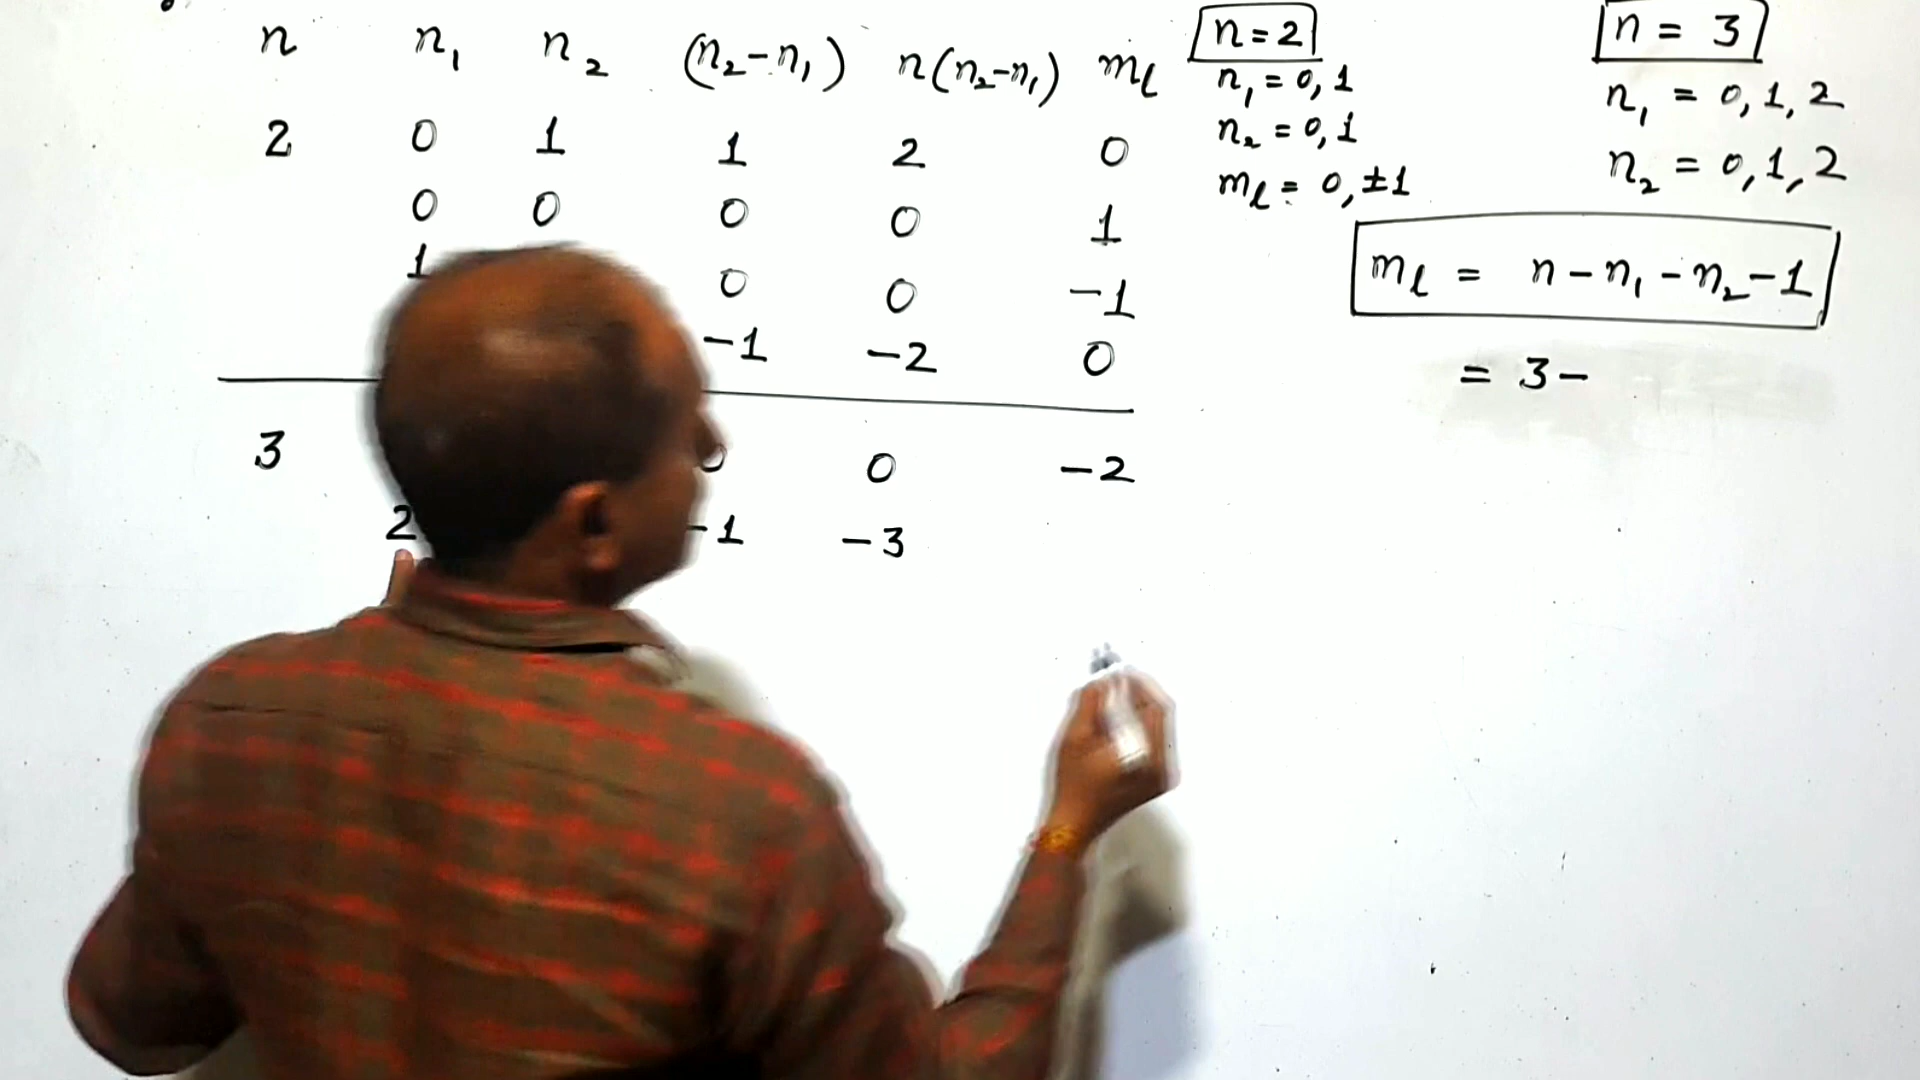 n n₁ n₂ (n₂-n₁) n(n₂-n₁) mℓ
2 0 1 1 2 0
0 0 0 0 1
1 0 0 -1
-1 -2 0
3 0 0 -2
2 -1 -3
n=2
n₁ = 0, 1
n₂ = 0, 1
mℓ = 0, ±1
n = 3
n₁ = 0, 1, 2
n₂ = 0, 1, 2
mℓ = n - n₁ - n₂ - 1
= 3 -